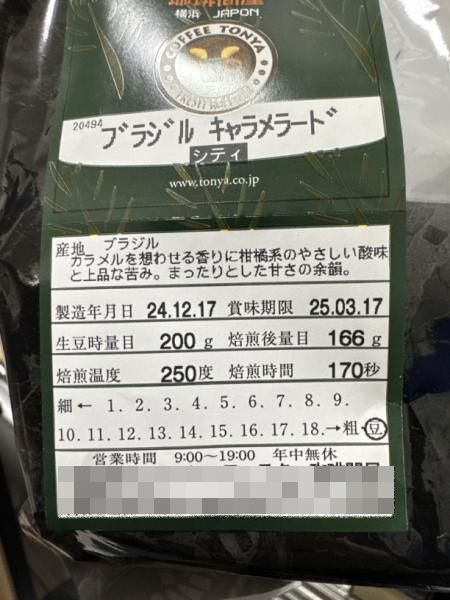 珈琲問屋
横浜 JAPON
COFFEE TONYA
20494
ブラジル キャラメラード
シティ
www.tonya.co.jp
産地 ブラジル
カラメルを想わせる香りに柑橘系のやさしい酸味
と上品な苦み。まったりとした甘さの余韻。
製造年月日 24.12.17 賞味期限 25.03.17
生豆時量目 200g 焙煎後量目 166g
焙煎温度 250度 焙煎時間 170秒
細← 1. 2. 3. 4. 5. 6. 7. 8. 9.
10. 11. 12. 13. 14. 15. 16. 17. 18.→粗 豆
営業時間 9:00～19:00 年中無休